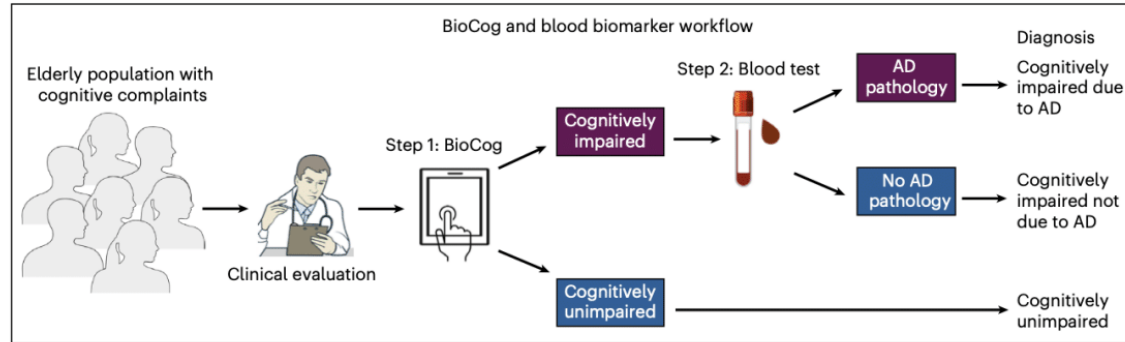 BioCog and blood biomarker workflow
Elderly population with
cognitive complaints
Clinical evaluation
Step 1: BioCog
Cognitively
impaired
Cognitively
unimpaired
Step 2: Blood test
AD
pathology
No AD
pathology
Diagnosis
Cognitively
impaired due
to AD
Cognitively
impaired not
due to AD
Cognitively
unimpaired